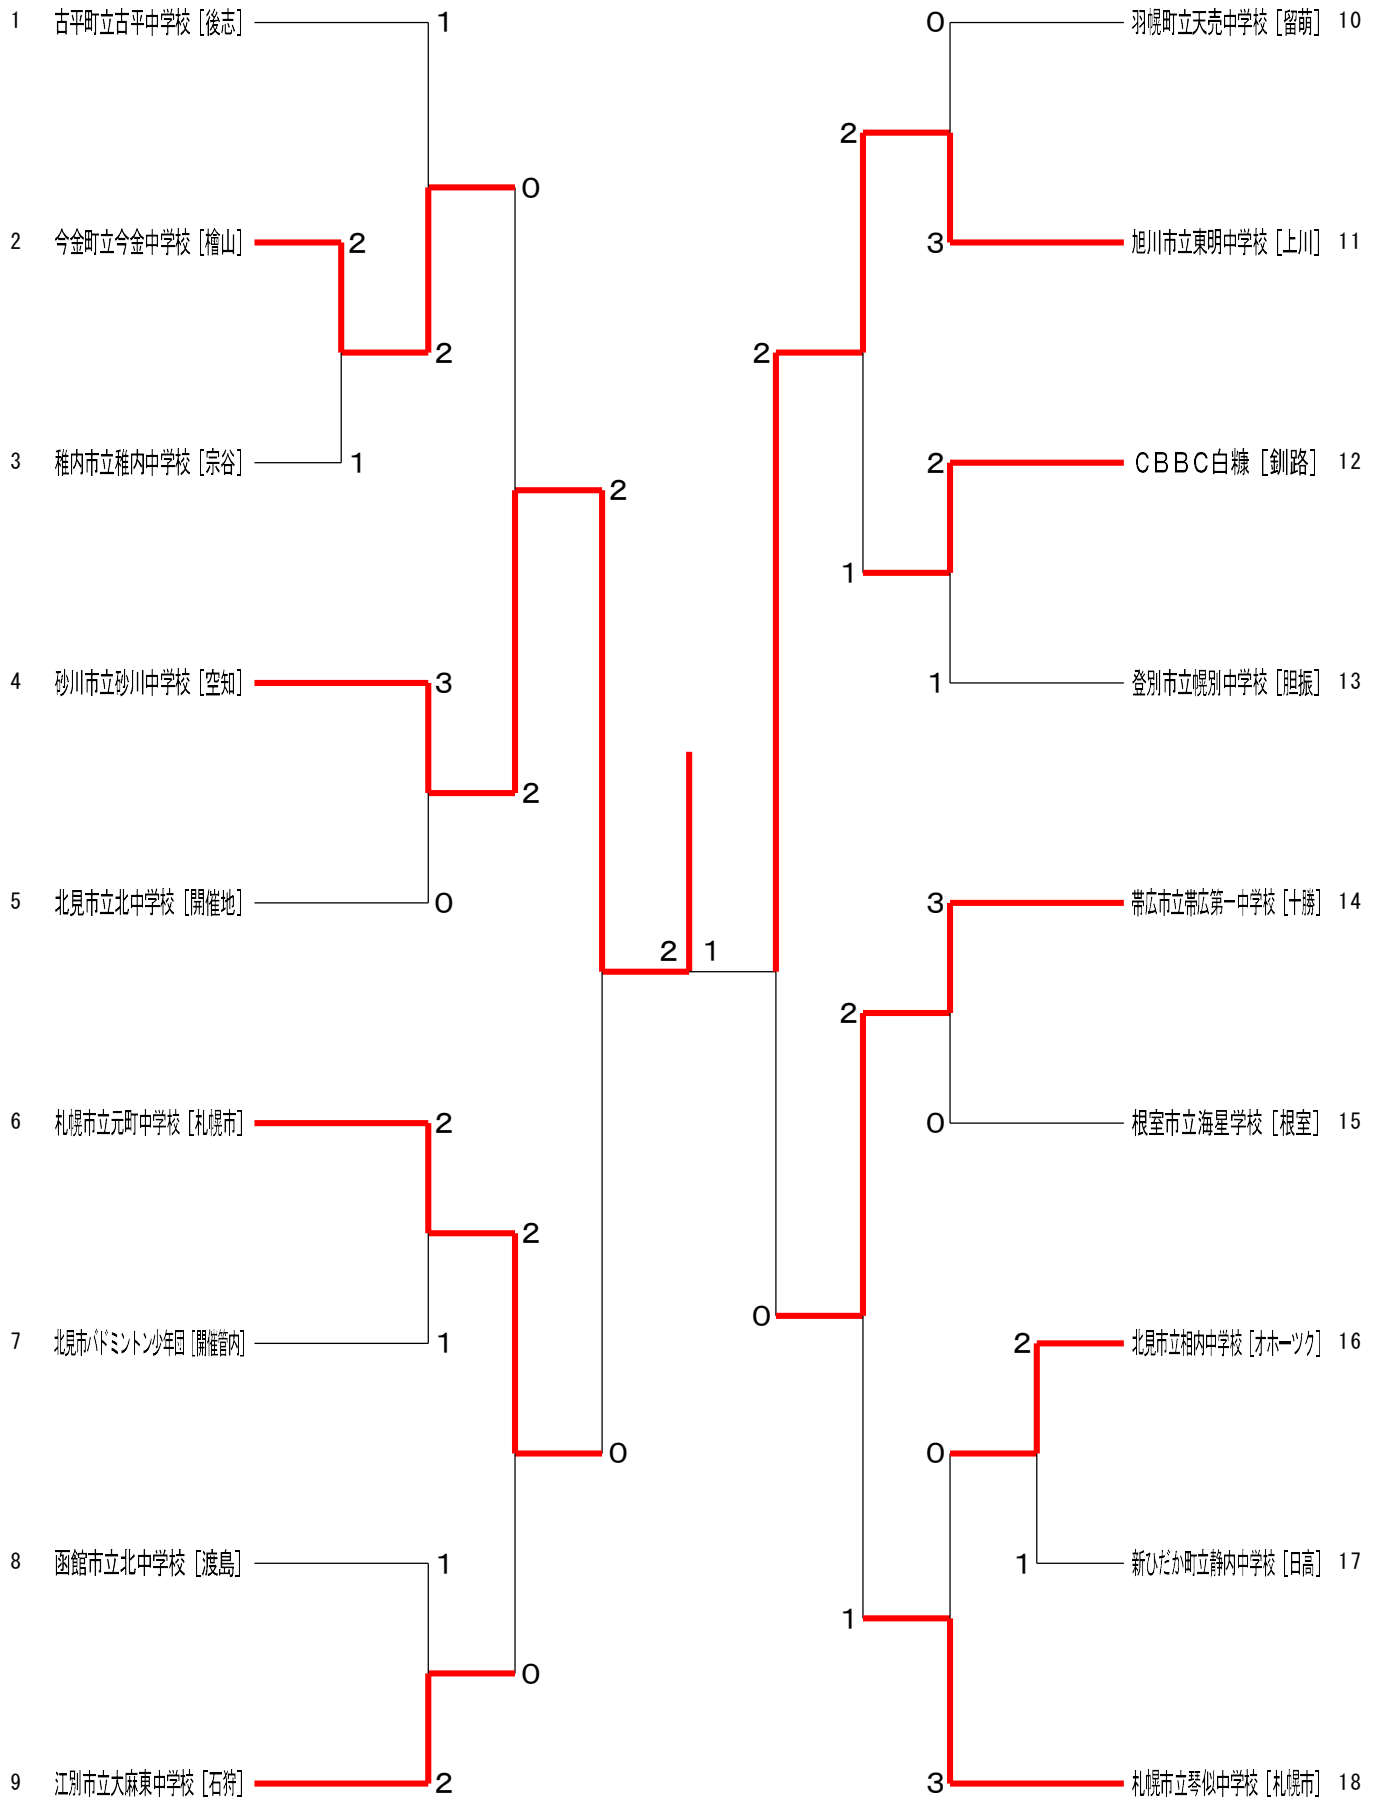 1 古平町立古平中学校［後志］ 1
0 羽幌町立天売中学校［留萌］ 10
2
0
2 今金町立今金中学校［檜山］ 2
3 旭川市立東明中学校［上川］ 11
2
2
3 稚内市立稚内中学校［宗谷］ 1
2 ＣＢＢＣ白糠［釧路］ 12
2
1
4 砂川市立砂川中学校［空知］ 3
1 登別市立幌別中学校［胆振］ 13
2
5 北見市立北中学校［開催地］ 0
3 帯広市立帯広第一中学校［十勝］ 14
2 1
2
6 札幌市立元町中学校［札幌市］ 2
0 根室市立海星学校［根室］ 15
2
0
7 北見市バドミントン少年団［開催管内］ 1
2 北見市立相内中学校［オホーツク］ 16
0
0
8 函館市立北中学校［渡島］ 1
1 新ひだか町立静内中学校［日高］ 17
1
0
9 江別市立大麻東中学校［石狩］ 2
3 札幌市立琴似中学校［札幌市］ 18